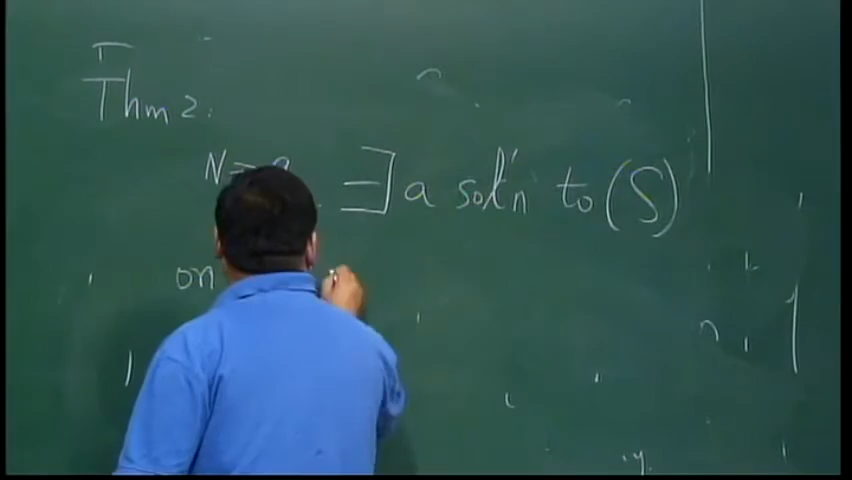 Thm 2:
N = ∃ a sol'n to (S)
on